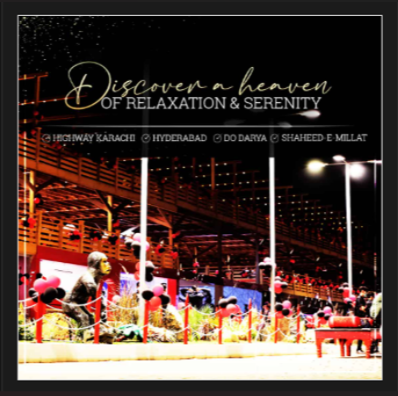 Discover a heaven
OF RELAXATION & SERENITY
HIGHWAY KARACHI HYDERABAD DO DARYA SHAHEED-E-MILLAT